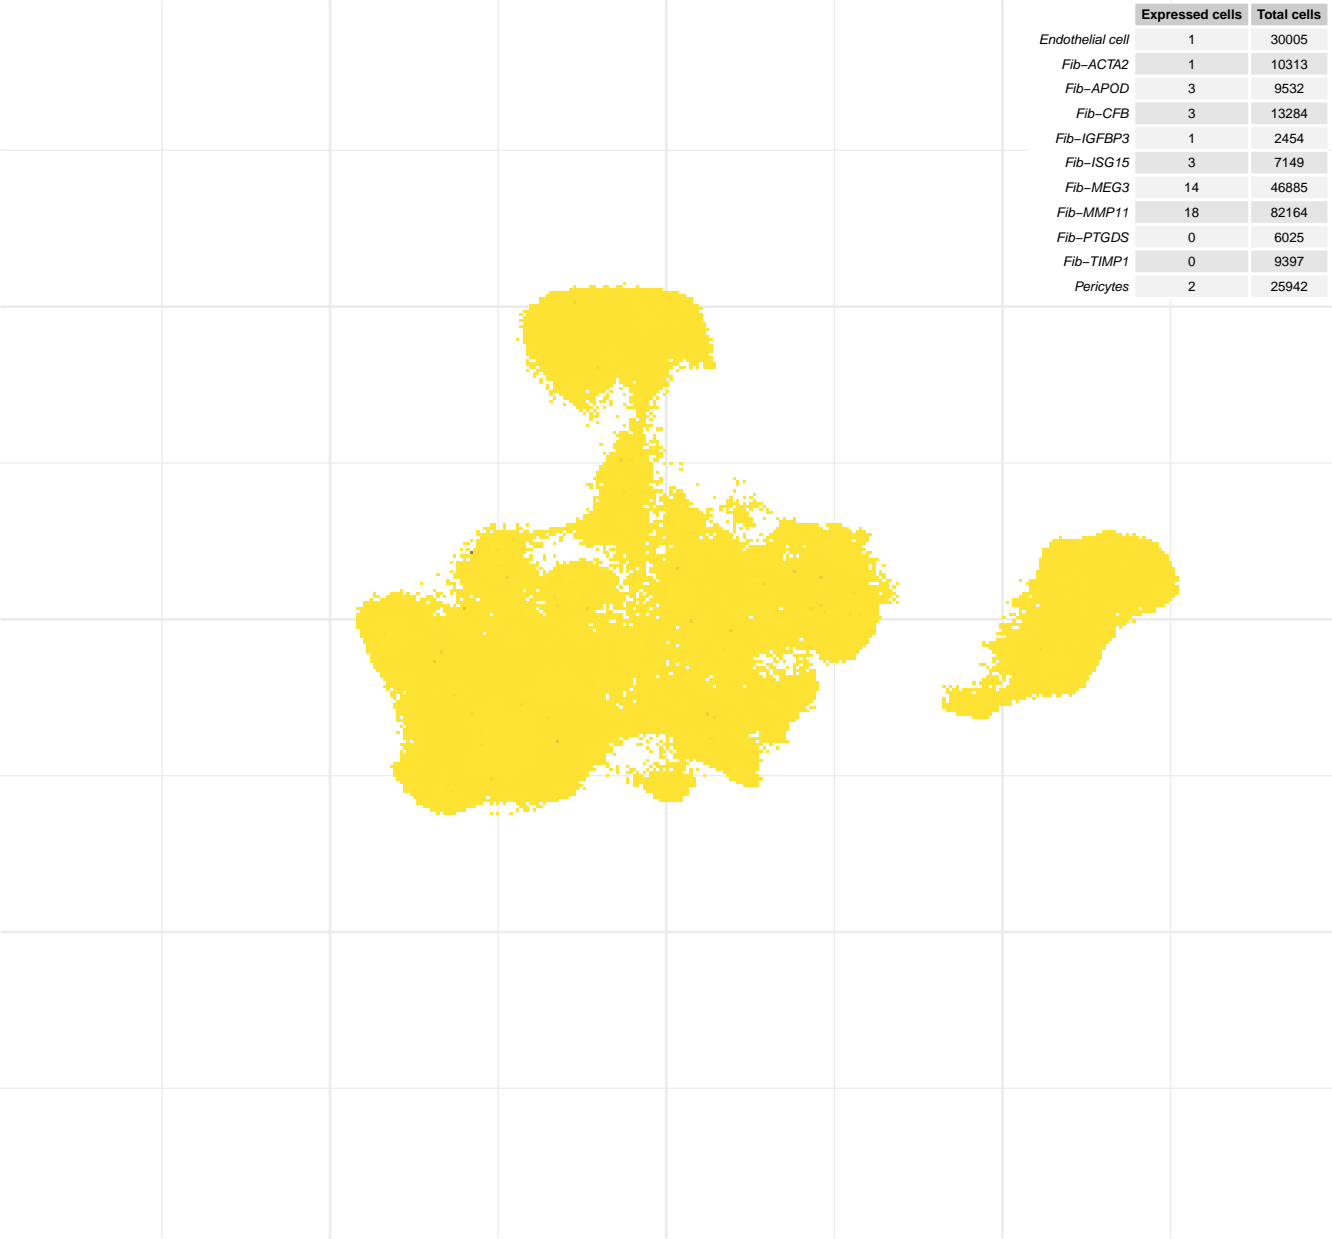 Expressed cells Total cells
Endothelial cell 1 30005
Fib−ACTA2 1 10313
Fib−APOD 3 9532
Fib−CFB 3 13284
Fib−IGFBP3 1 2454
Fib−ISG15 3 7149
Fib−MEG3 14 46885
Fib−MMP11 18 82164
Fib−PTGDS 0 6025
Fib−TIMP1 0 9397
Pericytes 2 25942